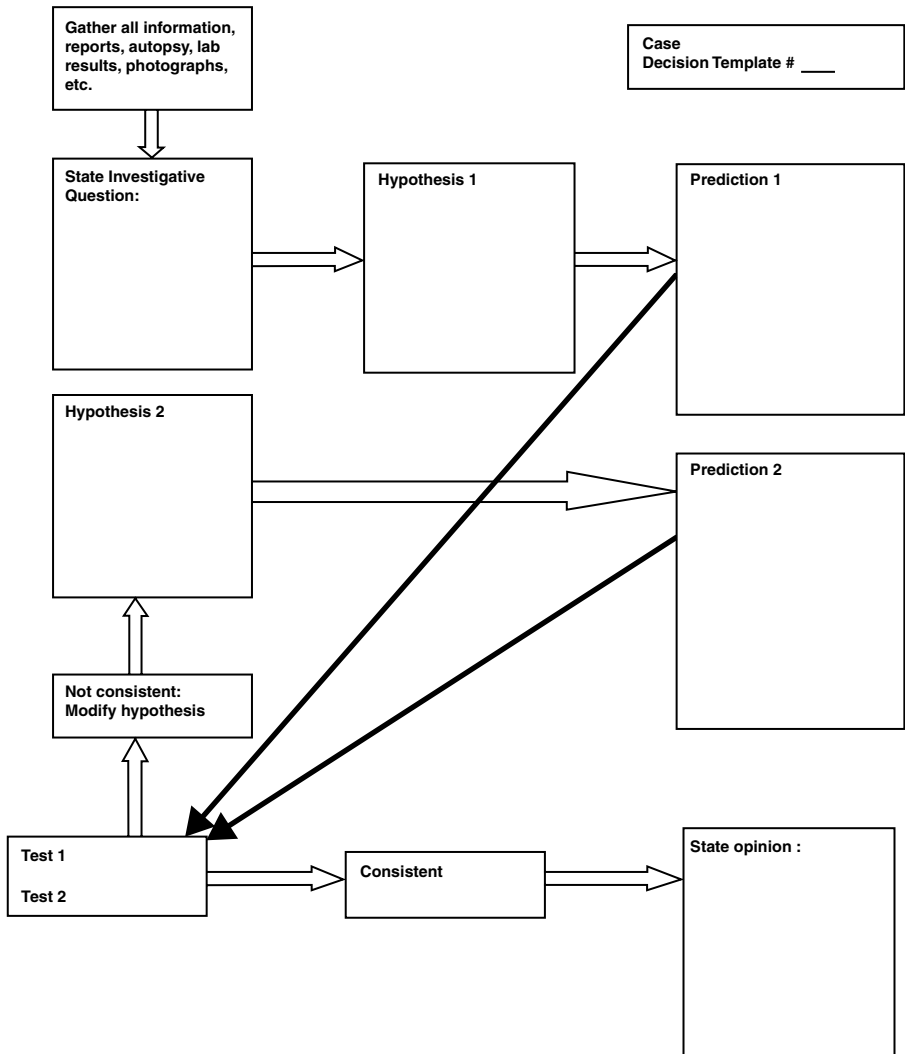 Gather all information,
reports, autopsy, lab
results, photographs,
etc.
Case
Decision Template # ___
State Investigative
Question:
Hypothesis 1
Prediction 1
Hypothesis 2
Prediction 2
Not consistent:
Modify hypothesis
Test 1
Test 2
Consistent
State opinion :